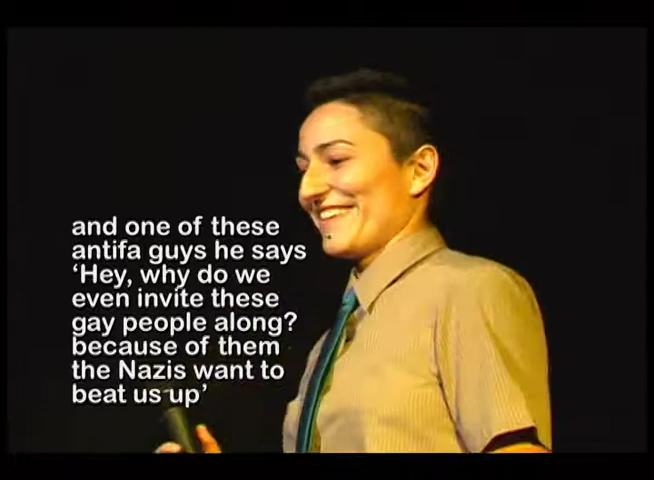 and one of these
antifa guys he says
‘Hey, why do we
even invite these
gay people along?
because of them
the Nazis want to
beat us up’